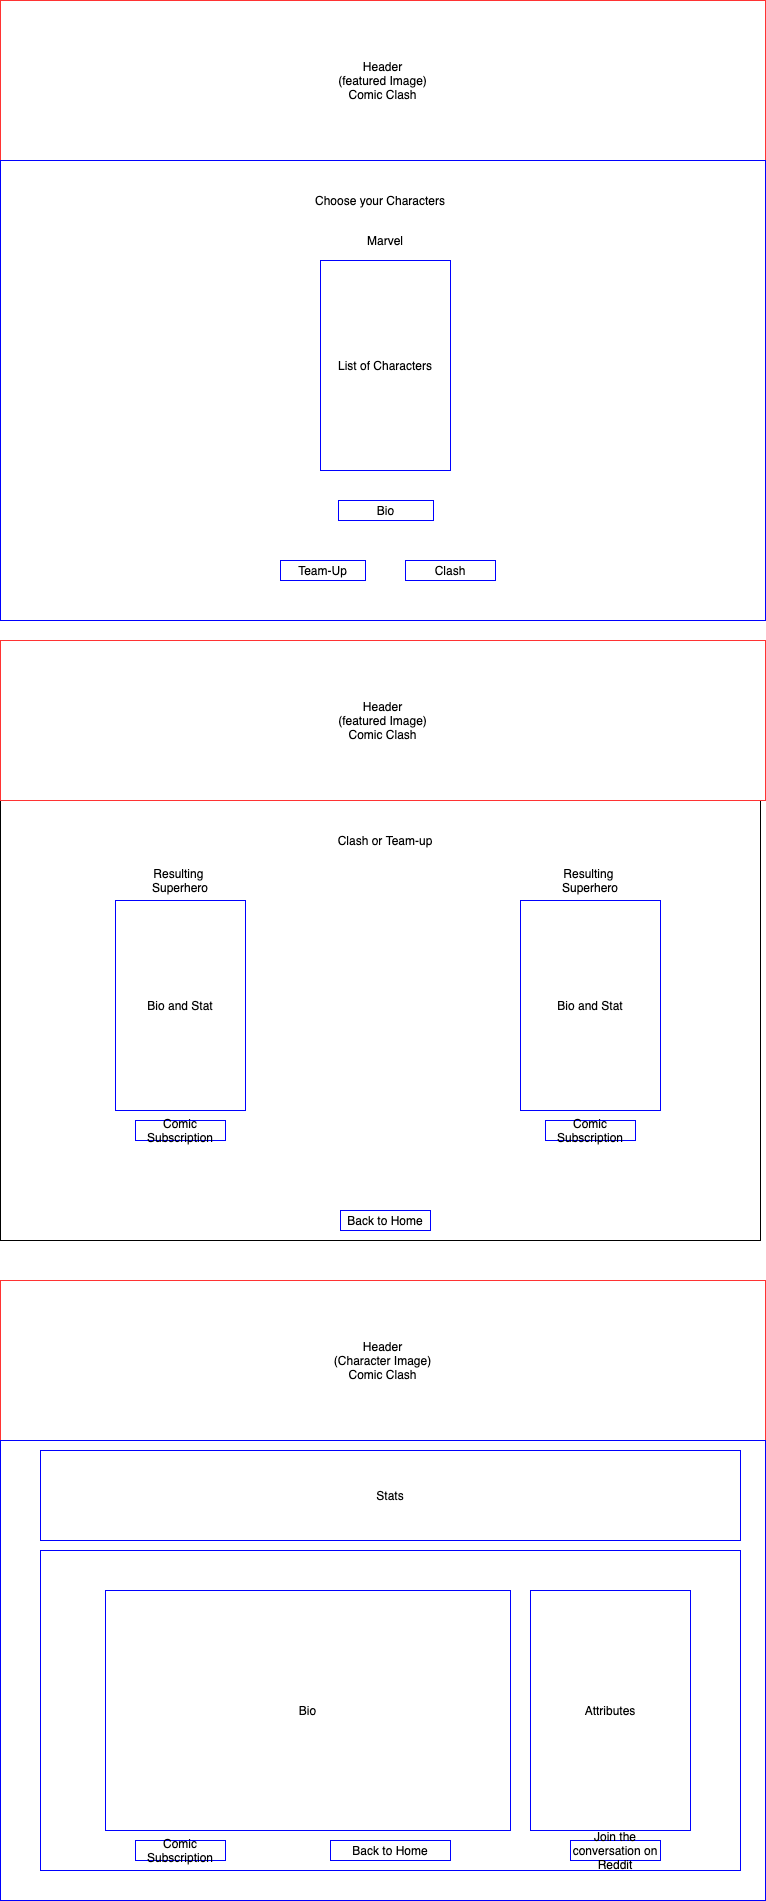 Header
(featured Image)
Comic Clash
Choose your Characters
Marvel
List of Characters
Bio
Team-Up
Clash
Header
(featured Image)
Comic Clash
Clash or Team-up
Resulting
Superhero
Resulting
Superhero
Bio and Stat
Bio and Stat
Comic
Subscription
Comic
Subscription
Back to Home
Header
(Character Image)
Comic Clash
Stats
Bio
Attributes
Comic
Subscription
Back to Home
Join the
conversation on
Reddit